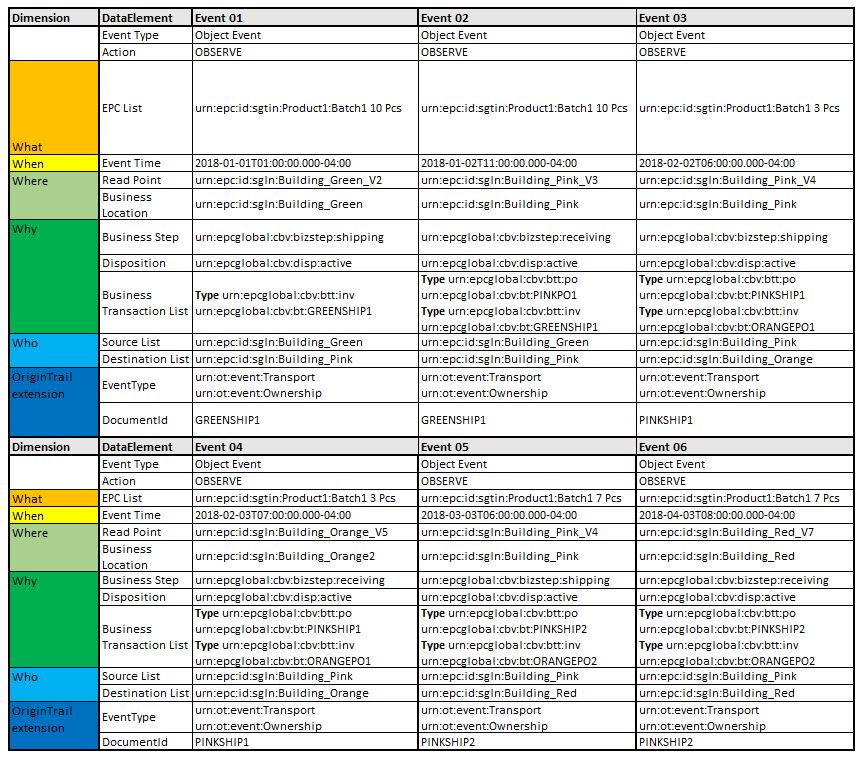 Dimension DataElement Event 01 Event 02 Event 03
Event Type Object Event Object Event Object Event
Action OBSERVE OBSERVE OBSERVE
What EPC List urn:epc:id:sgtin:Product1:Batch1 10 Pcs urn:epc:id:sgtin:Product1:Batch1 10 Pcs urn:epc:id:sgtin:Product1:Batch1 3 Pcs
When Event Time 2018-01-01T01:00:00.000-04:00 2018-01-02T11:00:00.000-04:00 2018-02-02T06:00:00.000-04:00
Where Read Point urn:epc:id:sgln:Building_Green_V2 urn:epc:id:sgln:Building_Pink_V3 urn:epc:id:sgln:Building_Pink_V4
Business
Location urn:epc:id:sgln:Building_Green urn:epc:id:sgln:Building_Pink urn:epc:id:sgln:Building_Pink
Why Business Step urn:epcglobal:cbv:bizstep:shipping urn:epcglobal:cbv:bizstep:receiving urn:epcglobal:cbv:bizstep:shipping
Disposition urn:epcglobal:cbv:disp:active urn:epcglobal:cbv:disp:active urn:epcglobal:cbv:disp:active
Type urn:epcglobal:cbv:btt:po Type urn:epcglobal:cbv:btt:po
Business Type urn:epcglobal:cbv:btt:inv urn:epcglobal:cbv:bt:PINKPO1 urn:epcglobal:cbv:bt:PINKSHIP1
Transaction List urn:epcglobal:cbv:bt:GREENSHIP1 Type urn:epcglobal:cbv:btt:inv Type urn:epcglobal:cbv:btt:inv
urn:epcglobal:cbv:bt:GREENSHIP1 urn:epcglobal:cbv:bt:ORANGEPO1
Who Source List urn:epc:id:sgln:Building_Green urn:epc:id:sgln:Building_Green urn:epc:id:sgln:Building_Pink
Destination List urn:epc:id:sgln:Building_Pink urn:epc:id:sgln:Building_Pink urn:epc:id:sgln:Building_Orange
OriginTrail EventType urn:ot:event:Transport urn:ot:event:Transport urn:ot:event:Transport
extension urn:ot:event:Ownership urn:ot:event:Ownership urn:ot:event:Ownership
DocumentId GREENSHIP1 GREENSHIP1 PINKSHIP1
Dimension DataElement Event 04 Event 05 Event 06
Event Type Object Event Object Event Object Event
Action OBSERVE OBSERVE OBSERVE
What EPC List urn:epc:id:sgtin:Product1:Batch1 3 Pcs urn:epc:id:sgtin:Product1:Batch1 7 Pcs urn:epc:id:sgtin:Product1:Batch1 7 Pcs
When Event Time 2018-02-03T07:00:00.000-04:00 2018-03-03T06:00:00.000-04:00 2018-04-03T08:00:00.000-04:00
Where Read Point urn:epc:id:sgln:Building_Orange_V5 urn:epc:id:sgln:Building_Pink_V4 urn:epc:id:sgln:Building_Red_V7
Business
Location urn:epc:id:sgln:Building_Orange2 urn:epc:id:sgln:Building_Pink urn:epc:id:sgln:Building_Red
Why Business Step urn:epcglobal:cbv:bizstep:receiving urn:epcglobal:cbv:bizstep:shipping urn:epcglobal:cbv:bizstep:receiving
Disposition urn:epcglobal:cbv:disp:active urn:epcglobal:cbv:disp:active urn:epcglobal:cbv:disp:active
Type urn:epcglobal:cbv:btt:po Type urn:epcglobal:cbv:btt:po Type urn:epcglobal:cbv:btt:po
Business urn:epcglobal:cbv:bt:PINKSHIP1 urn:epcglobal:cbv:bt:PINKSHIP2 urn:epcglobal:cbv:bt:PINKSHIP2
Transaction List Type urn:epcglobal:cbv:btt:inv Type urn:epcglobal:cbv:btt:inv Type urn:epcglobal:cbv:btt:inv
urn:epcglobal:cbv:bt:ORANGEPO1 urn:epcglobal:cbv:bt:ORANGEPO2 urn:epcglobal:cbv:bt:ORANGEPO2
Who Source List urn:epc:id:sgln:Building_Pink urn:epc:id:sgln:Building_Pink urn:epc:id:sgln:Building_Pink
Destination List urn:epc:id:sgln:Building_Orange urn:epc:id:sgln:Building_Red urn:epc:id:sgln:Building_Red
OriginTrail EventType urn:ot:event:Transport urn:ot:event:Transport urn:ot:event:Transport
extension urn:ot:event:Ownership urn:ot:event:Ownership urn:ot:event:Ownership
DocumentId PINKSHIP1 PINKSHIP2 PINKSHIP2